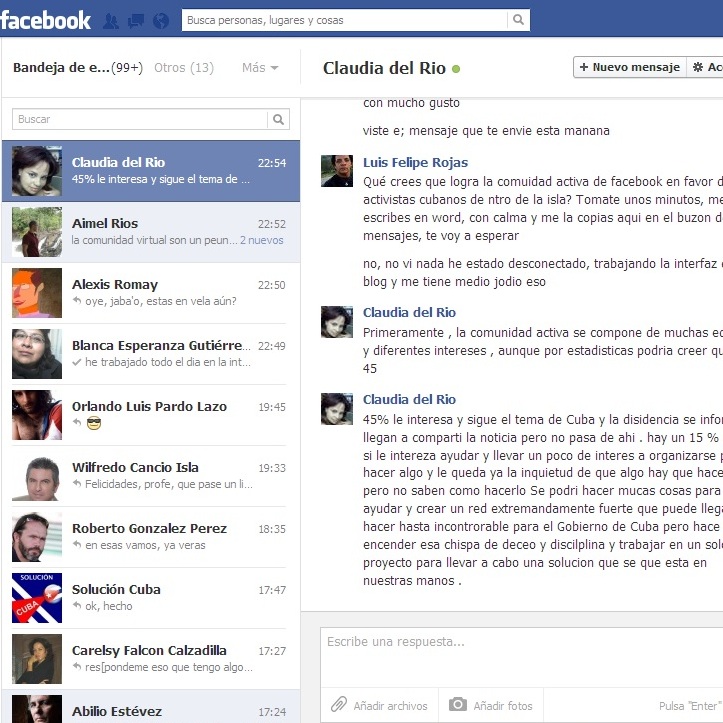 facebook
Busca personas, lugares y cosas
Bandeja de e...(99+) Otros (13) Más
Buscar
Claudia del Rio 22:54
45% le interesa y sigue el tema de ...
Aimel Rios 22:52
la comunidad virtual son un peun... 2 nuevos
Alexis Romay 22:50
oye, jaba'o, estas en vela aún?
Blanca Esperanza Gutiérre... 22:49
he trabajado todo el dia en la int...
Orlando Luis Pardo Lazo 19:45
Wilfredo Cancio Isla 19:33
Felicidades, profe, que pase un li...
Roberto Gonzalez Perez 18:35
en esas vamos, ya veras
SOLUCIÓN
CUBA
Solución Cuba 17:47
ok, hecho
Carelsy Falcon Calzadilla 17:27
res[pondeme eso que tengo algo...
Abilio Estévez 17:24
Claudia del Rio
+ Nuevo mensaje Acc
con mucho gusto
viste e; mensaje que te envie esta manana
Luis Felipe Rojas
Qué crees que logra la comuidad activa de facebook en favor d
activistas cubanos de ntro de la isla? Tomate unos minutos, me
escribes en word, con calma y me la copias aqui en el buzon de
mensajes, te voy a esperar
no, no vi nada he estado desconectado, trabajando la interfaz
blog y me tiene medio jodio eso
Claudia del Rio
Primeramente , la comunidad activa se compone de muchas ed
y diferentes intereses , aunque por estadisticas podria creer qu
45
Claudia del Rio
45% le interesa y sigue el tema de Cuba y la disidencia se infor
llegan a comparti la noticia pero no pasa de ahi . hay un 15 %
si le intereza ayudar y llevar un poco de interes a organizarse p
hacer algo y le queda ya la inquietud de que algo hay que hace
pero no saben como hacerlo Se podri hacer mucas cosas para
ayudar y crear un red extremandamente fuerte que puede llega
hacer hasta incontrorable para el Gobierno de Cuba pero hace
encender esa chispa de deceo y discilplina y trabajar en un solo
proyecto para llevar a cabo una solucion que se que esta en
nuestras manos .
Escribe una respuesta...
Añadir archivos Añadir fotos Pulsa "Enter"